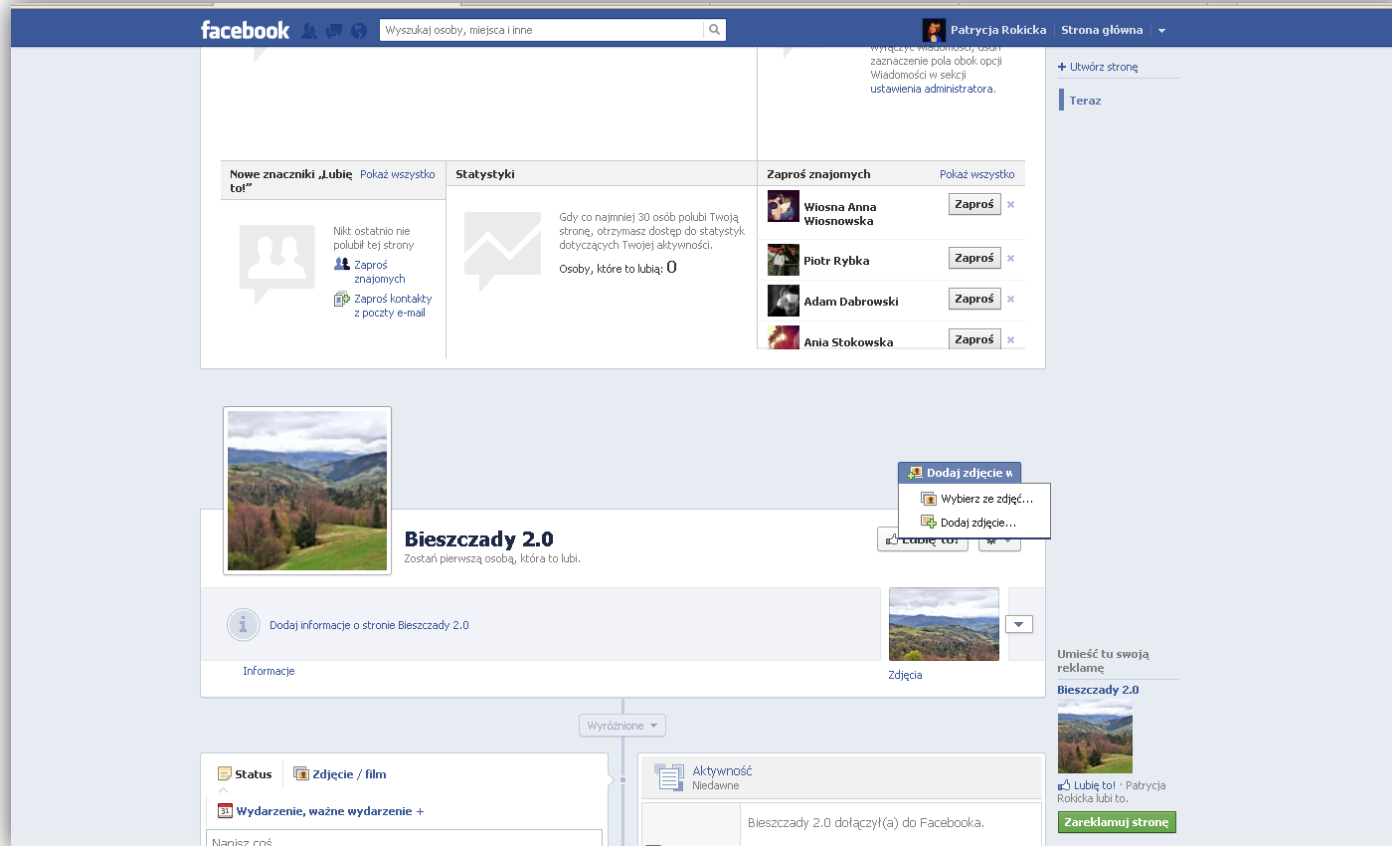 facebook
Wyszukaj osoby, miejsca i inne
Patrycja Rokicka
Strona główna
wyłączyć wiadomości, usuń
zaznaczenie pola obok opcji
Wiadomości w sekcji
ustawienia administratora.
+ Utwórz stronę
Teraz
Nowe znaczniki „Lubię
to!”
Pokaż wszystko
Nikt ostatnio nie
polubił tej strony
Zaproś
znajomych
Zaproś kontakty
z poczty e-mail
Statystyki
Gdy co najmniej 30 osób polubi Twoją
stronę, otrzymasz dostęp do statystyk
dotyczących Twojej aktywności.
Osoby, które to lubią: 0
Zaproś znajomych
Pokaż wszystko
Wiosna Anna
Wiosnowska
Zaproś
Piotr Rybka
Zaproś
Adam Dabrowski
Zaproś
Ania Stokowska
Zaproś
Dodaj zdjęcie w
Wybierz ze zdjęć...
Dodaj zdjęcie...
Bieszczady 2.0
Zostań pierwszą osobą, która to lubi.
Lubię to!
Dodaj informacje o stronie Bieszczady 2.0
Informacje
Zdjęcia
Wyróżnione
Status
Zdjęcie / film
31 Wydarzenie, ważne wydarzenie +
Napisz coś
Aktywność
Niedawne
Bieszczady 2.0 dołączył(a) do Facebooka.
Umieść tu swoją
reklamę
Bieszczady 2.0
Lubię to! · Patrycja
Rokicka lubi to.
Zareklamuj stronę